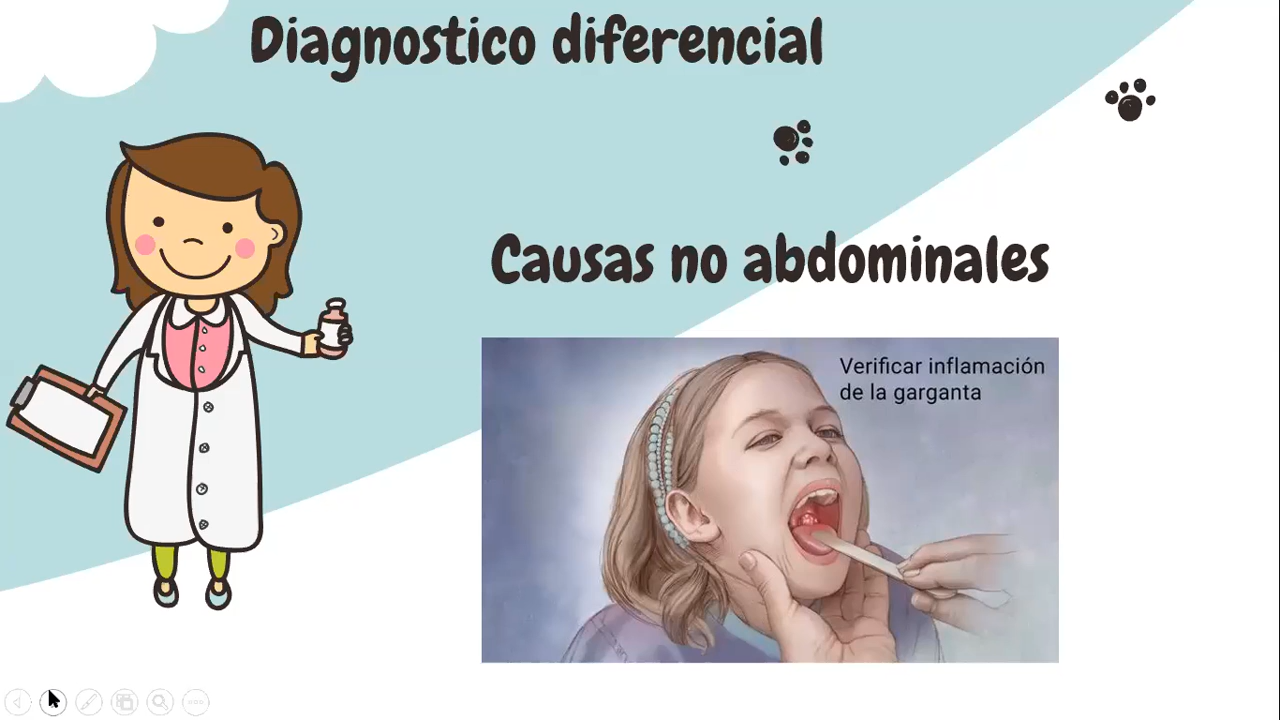 Diagnostico diferencial
Causas no abdominales
Verificar inflamación
de la garganta